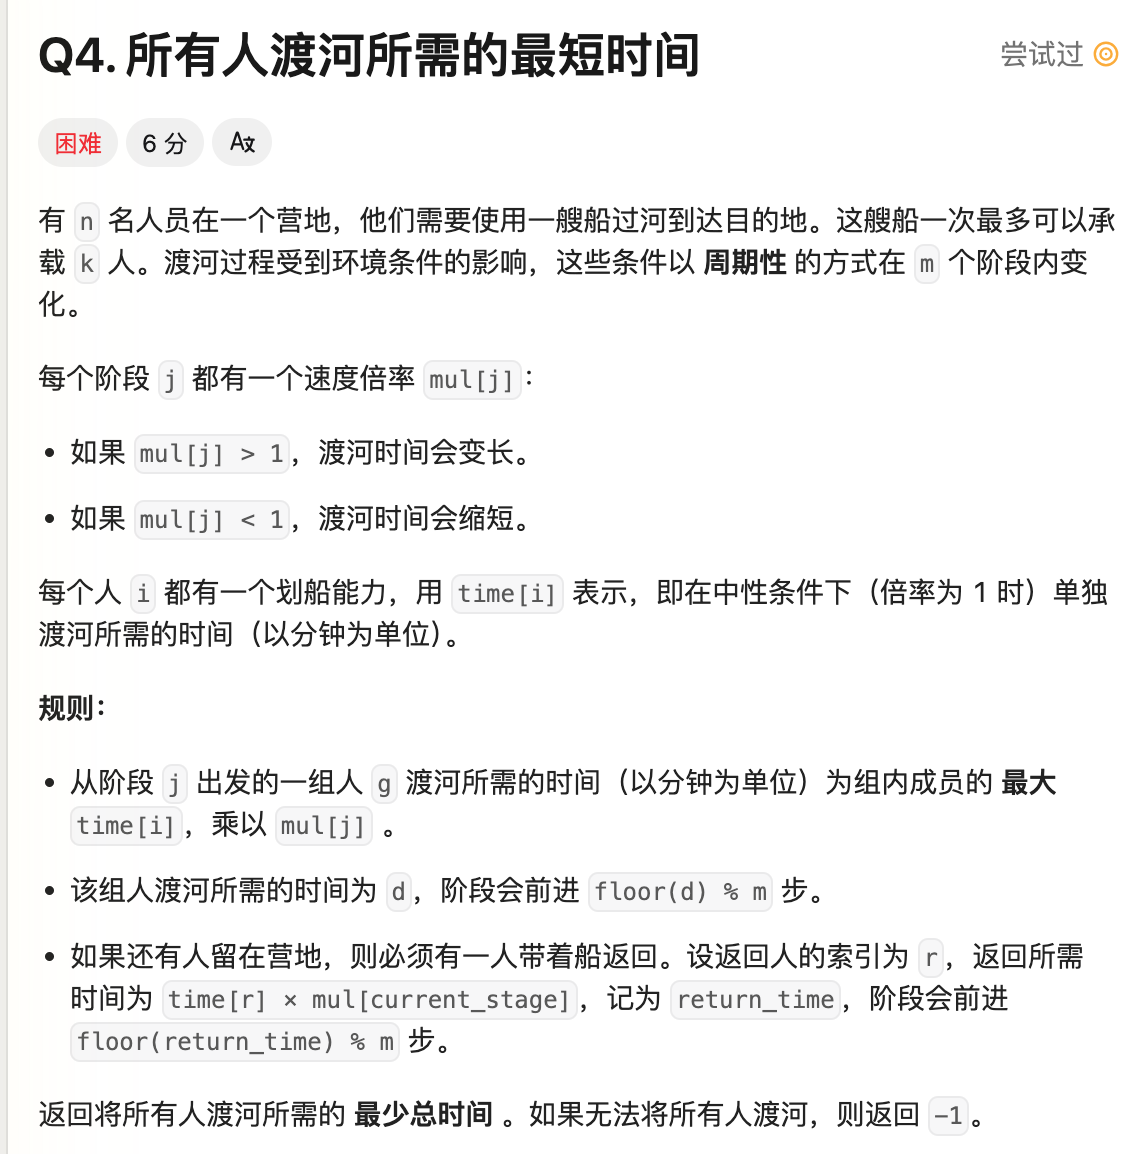 Q4. 所有人渡河所需的最短时间
尝试过
困难 6 分
有 n 名人员在一个营地，他们需要使用一艘船过河到达目的地。这艘船一次最多可以承
载 k 人。渡河过程受到环境条件的影响，这些条件以 周期性 的方式在 m 个阶段内变
化。
每个阶段 j 都有一个速度倍率 mul[j]：
• 如果 mul[j] > 1，渡河时间会变长。
• 如果 mul[j] < 1，渡河时间会缩短。
每个人 i 都有一个划船能力，用 time[i] 表示，即在中性条件下（倍率为 1 时）单独
渡河所需的时间（以分钟为单位）。
规则：
• 从阶段 j 出发的一组人 g 渡河所需的时间（以分钟为单位）为组内成员的 最大
time[i]，乘以 mul[j] 。
• 该组人渡河所需的时间为 d，阶段会前进 floor(d) % m 步。
• 如果还有人留在营地，则必须有一人带着船返回。设返回人的索引为 r，返回所需
时间为 time[r] × mul[current_stage]，记为 return_time，阶段会前进
floor(return_time) % m 步。
返回将所有人渡河所需的 最少总时间 。如果无法将所有人渡河，则返回 -1。